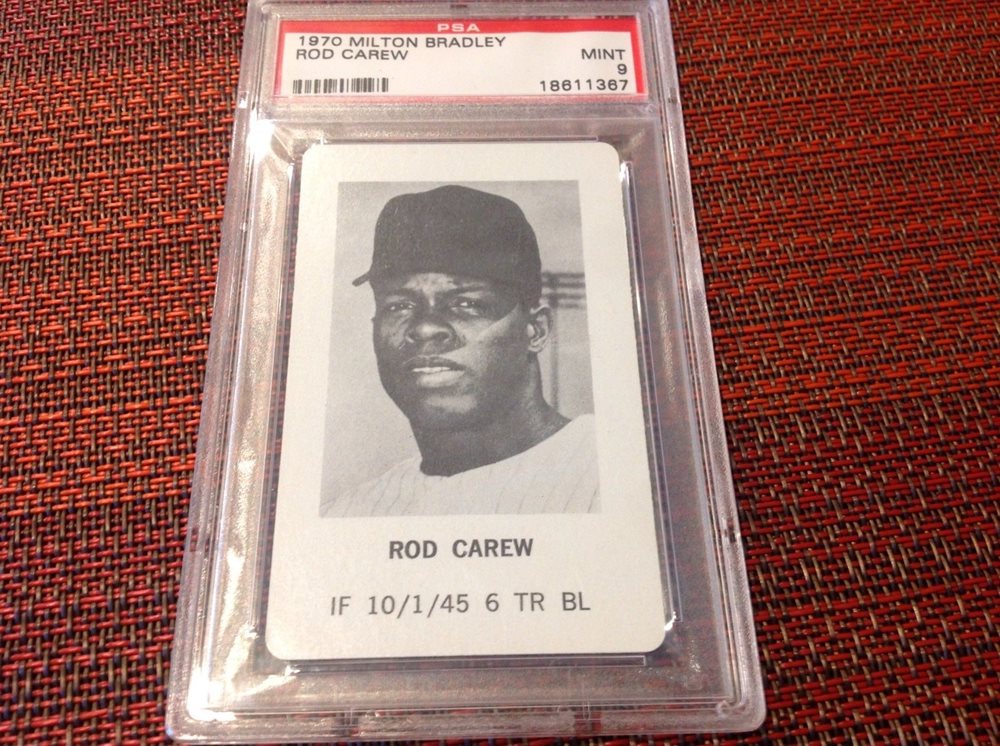 PSA
1970 MILTON BRADLEY
ROD CAREW MINT
9
18611367
ROD CAREW
IF 10/1/45 6 TR BL